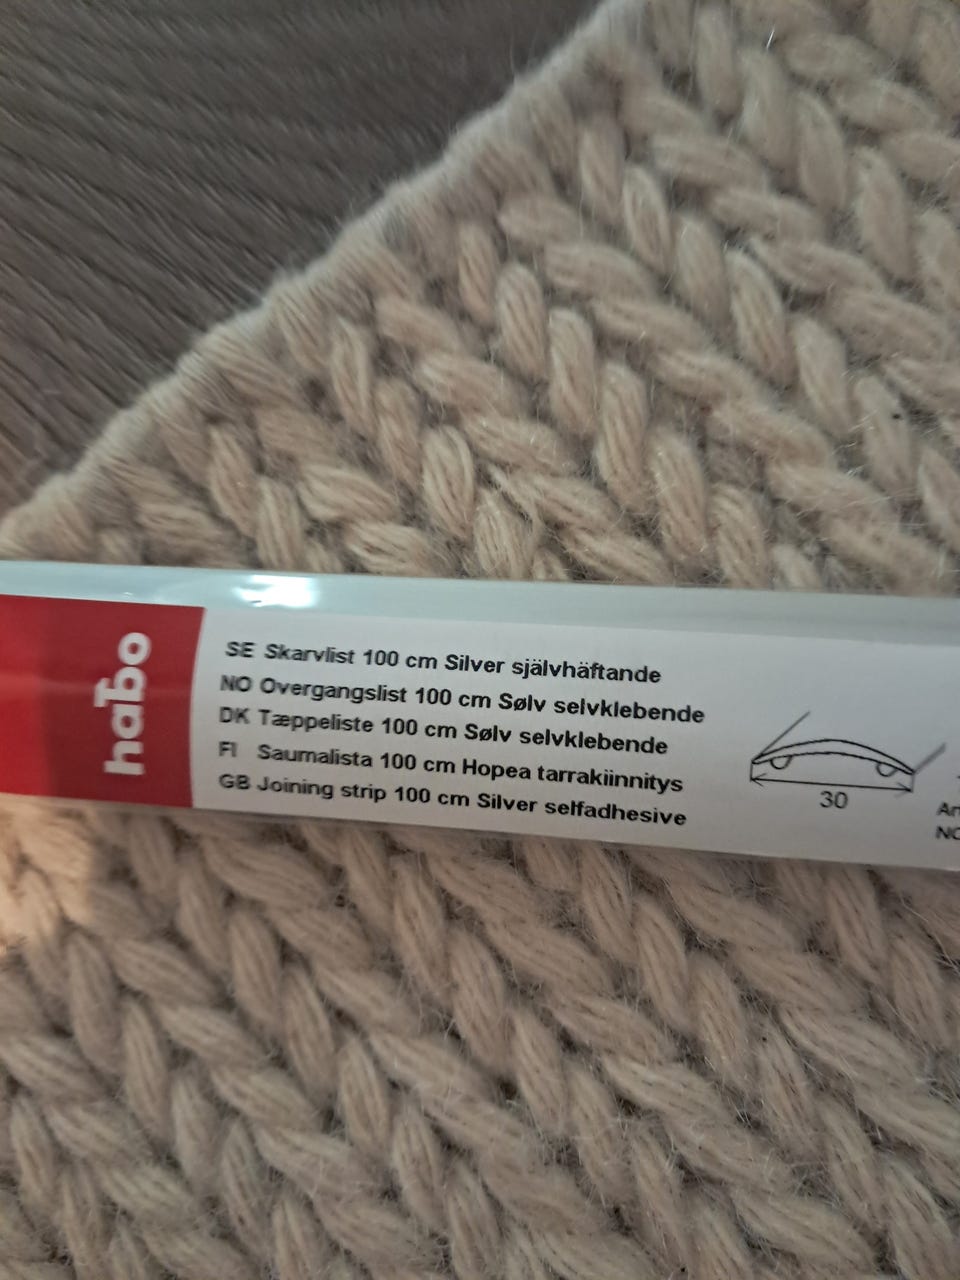 habo
SE Skarvlist 100 cm Silver självhäftande
NO Overgangslist 100 cm Sølv selvklebende
DK Tæppeliste 100 cm Sølv selvklebende
FI Saumalista 100 cm Hopea tarrakiinnitys
GB Joining strip 100 cm Silver selfadhesive
30